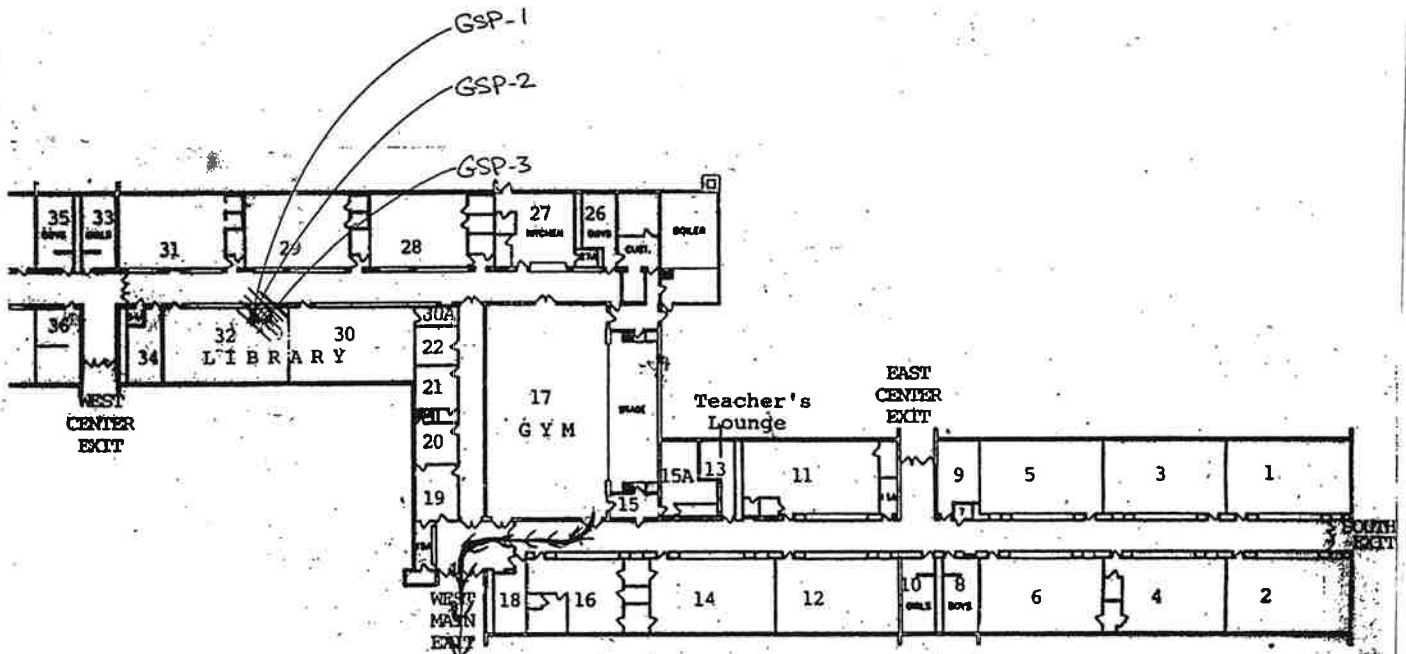 GSP-1
GSP-2
GSP-3
35
BOYS
33
GIRLS
31
29
28
27
KITCHEN
26
BOYS
CUST.
BOILER
36
34
32
30
LIBRARY
30A
22
21
20
19
17
GYM
STAGE
WEST
CENTER
EXIT
Teacher's
Lounge
EAST
CENTER
EXIT
15A
13
11
15
9
7
5
3
1
SOUTH
EXIT
WEST
MAIN
EXIT
18
16
14
12
10
GIRLS
8
BOYS
6
4
2